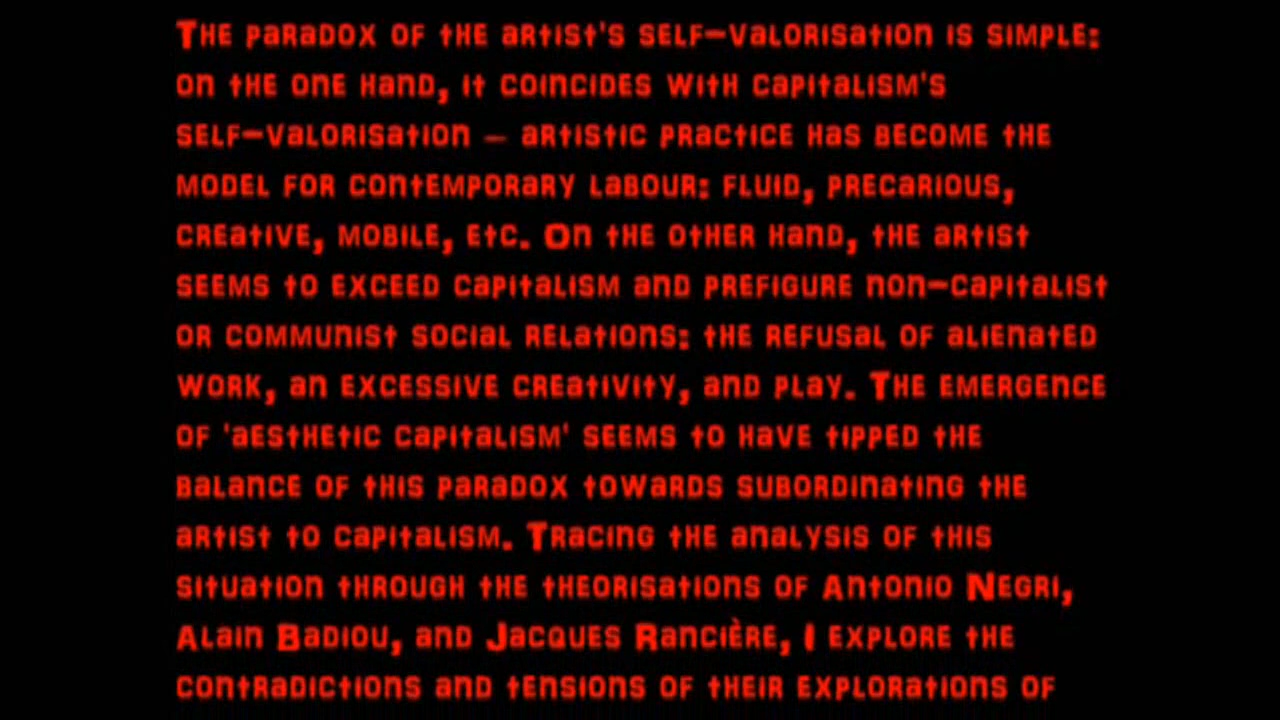 The paradox of the artist's self-valorisation is simple:
on the one hand, it coincides with capitalism's
self-valorisation – artistic practice has become the
model for contemporary labour: fluid, precarious,
creative, mobile, etc. On the other hand, the artist
seems to exceed capitalism and prefigure non-capitalist
or communist social relations: the refusal of alienated
work, an excessive creativity, and play. The emergence
of 'aesthetic capitalism' seems to have tipped the
balance of this paradox towards subordinating the
artist to capitalism. Tracing the analysis of this
situation through the theorisations of Antonio Negri,
Alain Badiou, and Jacques Rancière, I explore the
contradictions and tensions of their explorations of